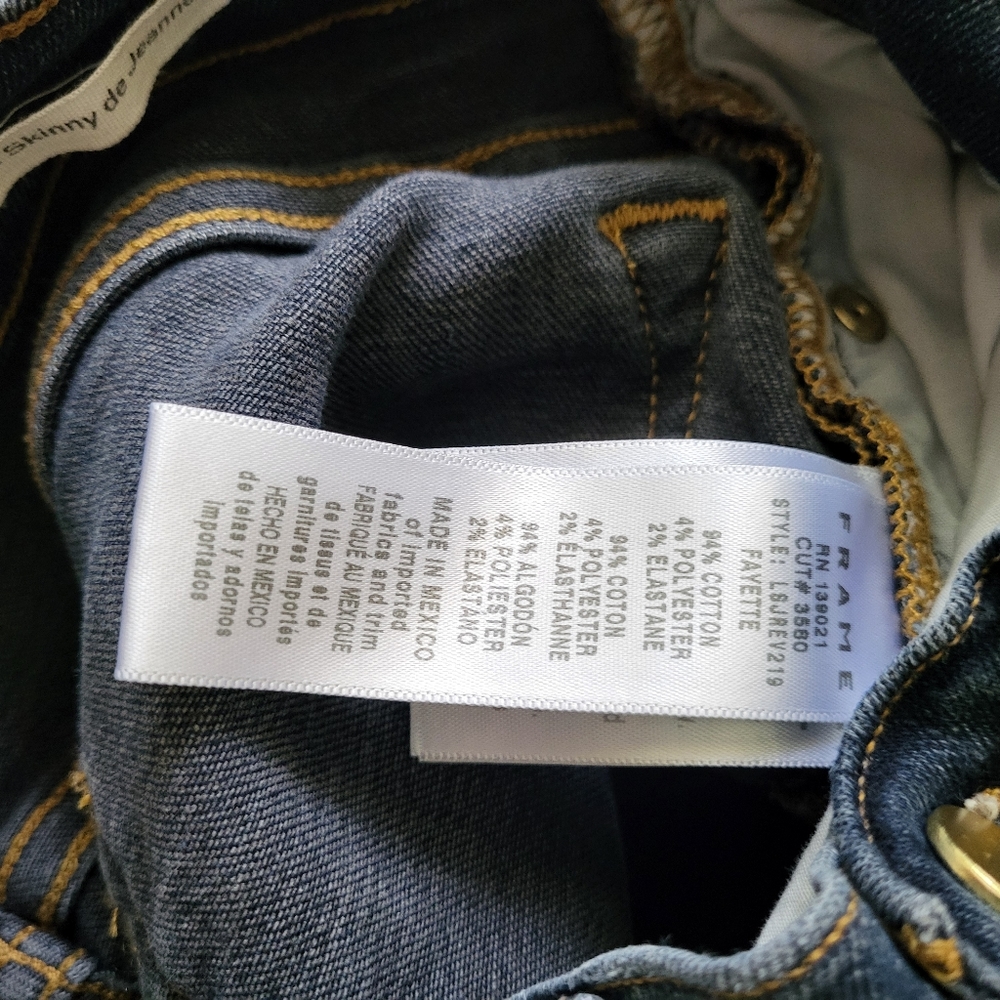 Skinny de Jeanne
FRAME
RN 139021
CUT# 3580
STYLE: LSJREV219
FAYETTE
94% COTTON
4% POLYESTER
2% ELASTANE
94% COTON
4% POLYESTER
2% ÉLASTHANNE
94% ALGODÓN
4% POLIÉSTER
2% ELASTANO
MADE IN MEXICO
of imported
fabrics and trim
FABRIQUÉ AU MEXIQUE
de tissus et de
garnitures importés
HECHO EN MEXICO
de telas y adornos
importados